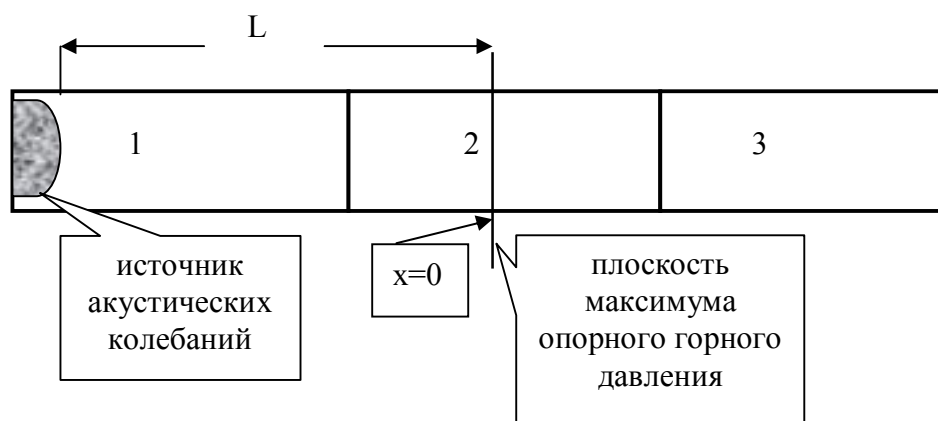 L
1
2
3
источник
акустических
колебаний
x=0
плоскость
максимума
опорного горного
давления